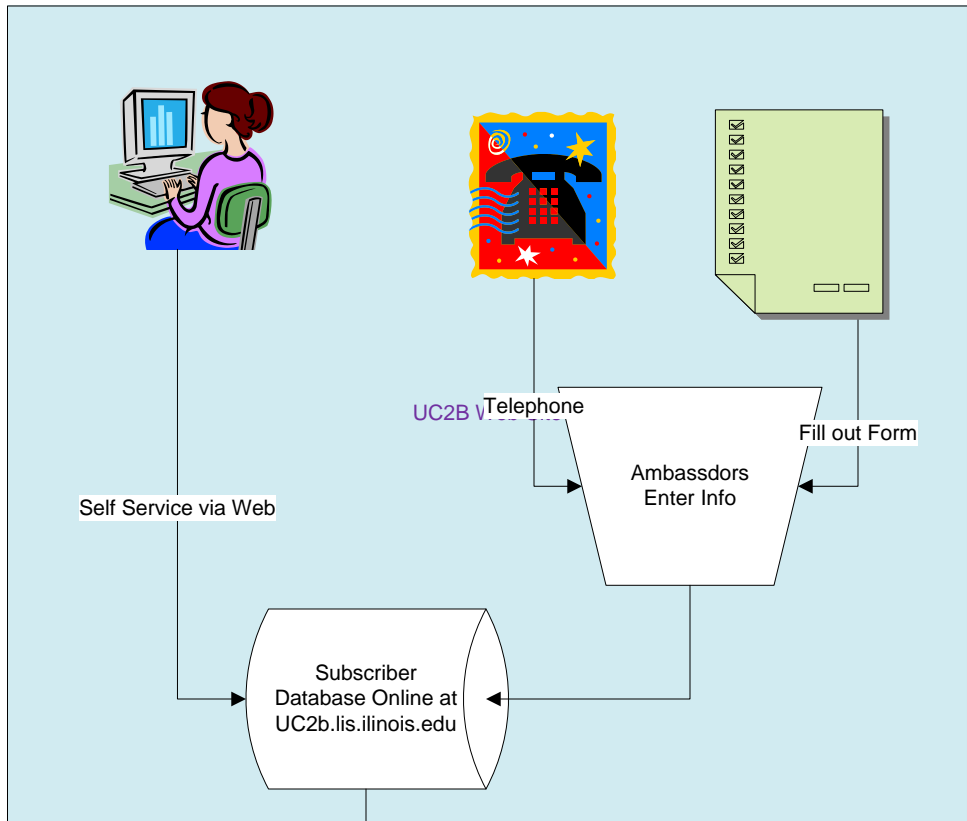 UC2B
Telephone
Fill out Form
Ambassdors
Enter Info
Self Service via Web
Subscriber
Database Online at
UC2b.lis.ilinois.edu